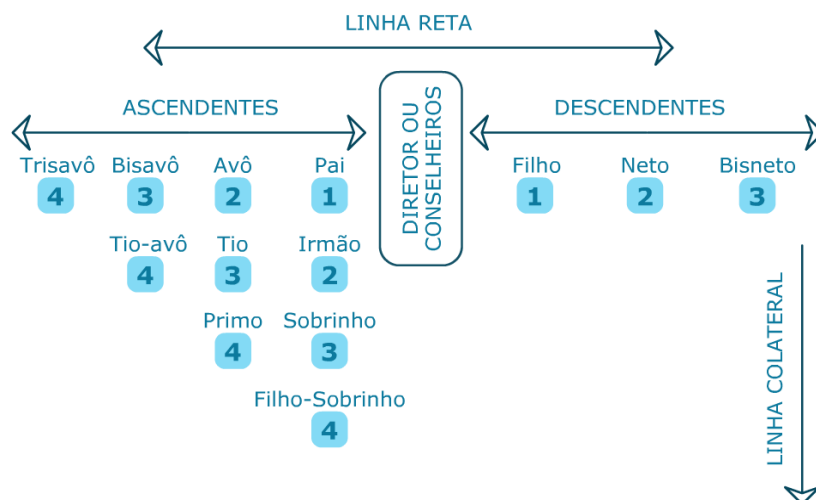 LINHA RETA
ASCENDENTES
DIRETOR OU
CONSELHEIROS
DESCENDENTES
Trisavô Bisavô Avô Pai Filho Neto Bisneto
4 3 2 1 1 2 3
Tio-avô Tio Irmão
4 3 2
Primo Sobrinho
4 3
Filho-Sobrinho
4
LINHA COLATERAL